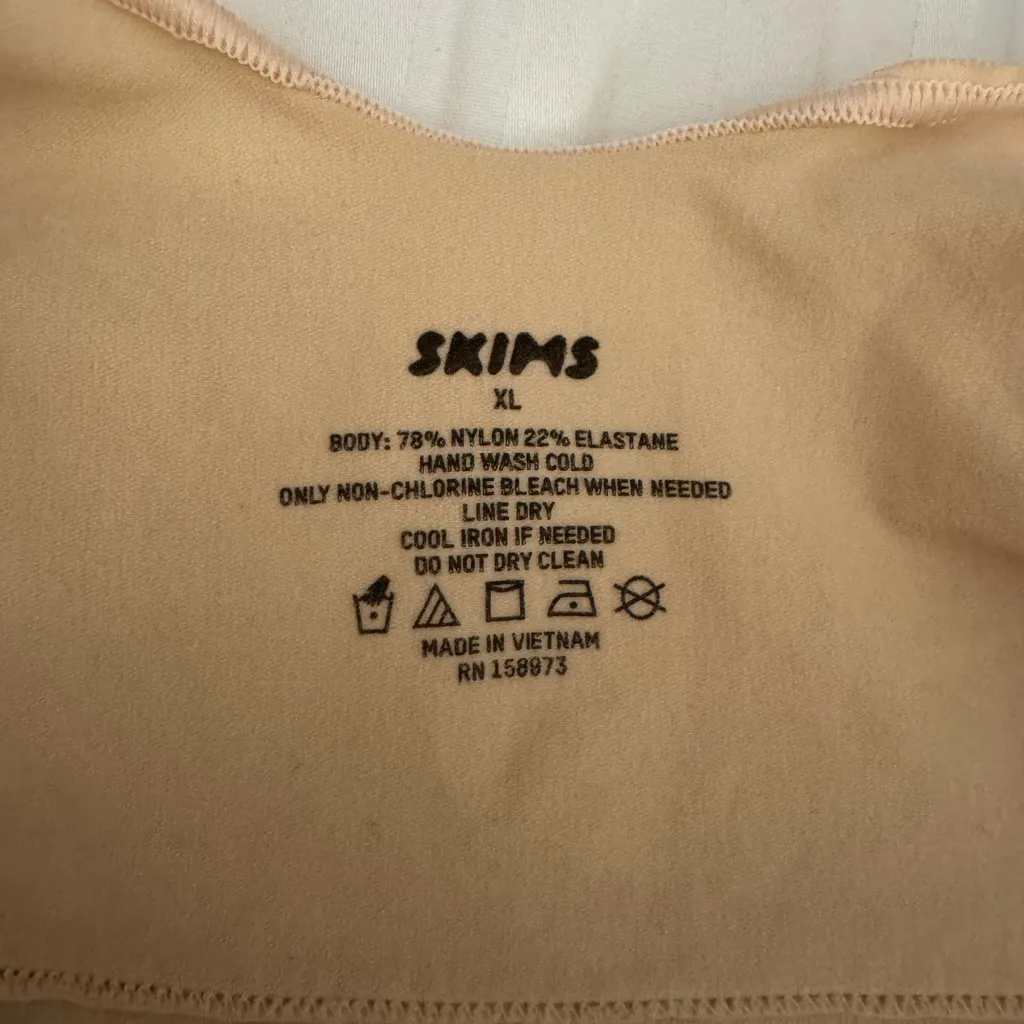 SKIMS
XL
BODY: 78% NYLON 22% ELASTANE
HAND WASH COLD
ONLY NON-CHLORINE BLEACH WHEN NEEDED
LINE DRY
COOL IRON IF NEEDED
DO NOT DRY CLEAN
MADE IN VIETNAM
RN 158973